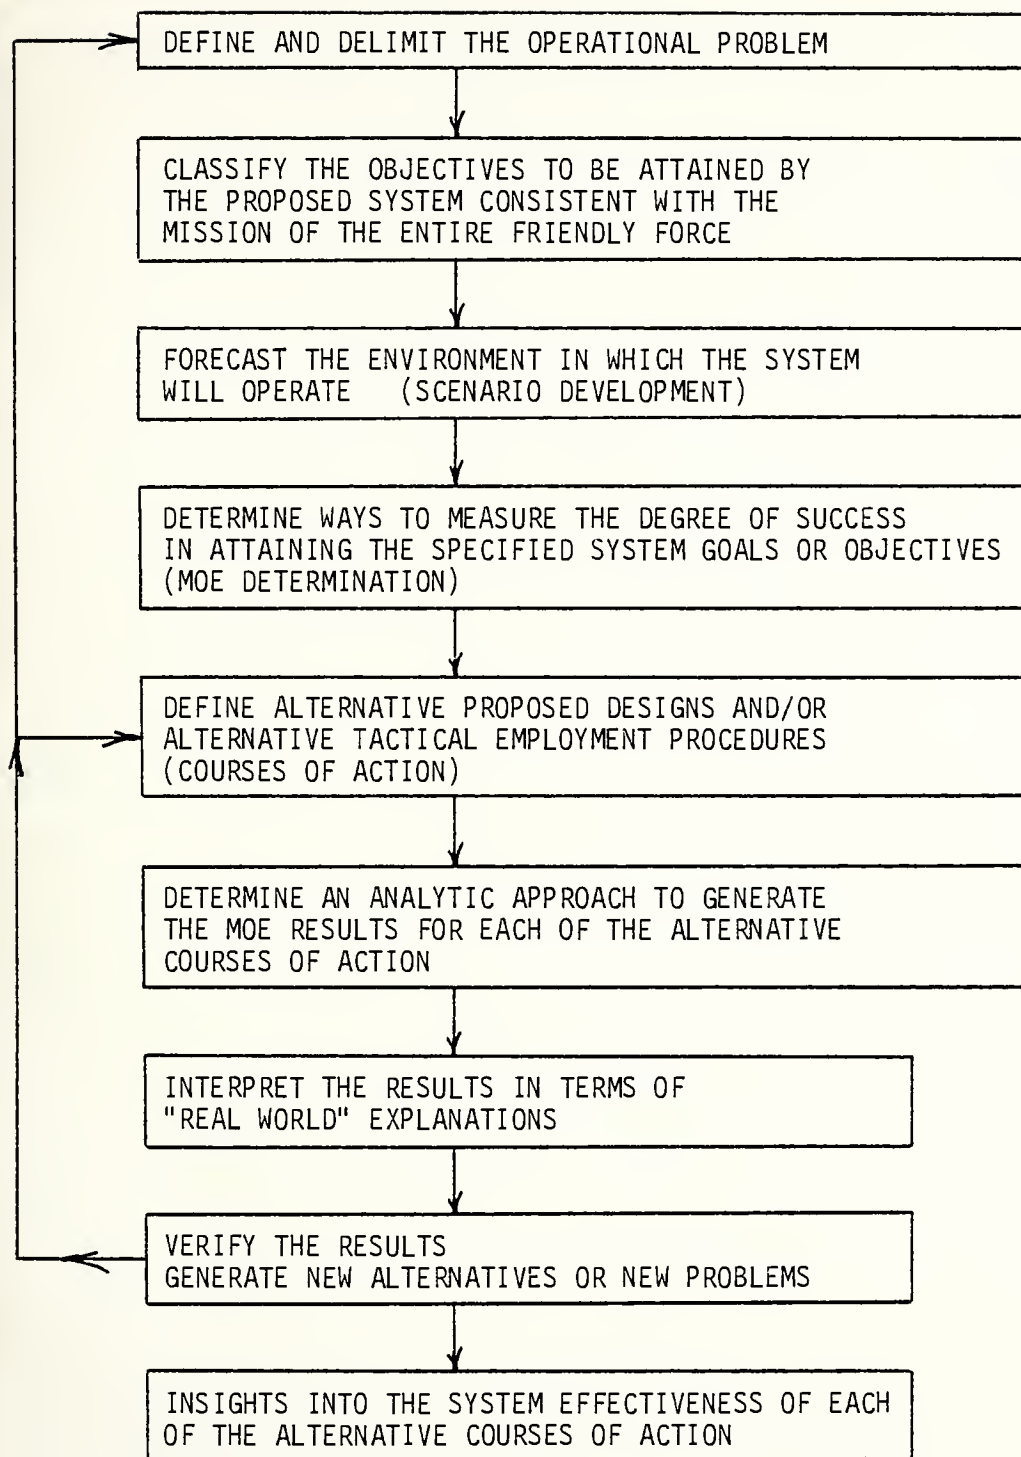 DEFINE AND DELIMIT THE OPERATIONAL PROBLEM
CLASSIFY THE OBJECTIVES TO BE ATTAINED BY
THE PROPOSED SYSTEM CONSISTENT WITH THE
MISSION OF THE ENTIRE FRIENDLY FORCE
FORECAST THE ENVIRONMENT IN WHICH THE SYSTEM
WILL OPERATE (SCENARIO DEVELOPMENT)
DETERMINE WAYS TO MEASURE THE DEGREE OF SUCCESS
IN ATTAINING THE SPECIFIED SYSTEM GOALS OR OBJECTIVES
(MOE DETERMINATION)
DEFINE ALTERNATIVE PROPOSED DESIGNS AND/OR
ALTERNATIVE TACTICAL EMPLOYMENT PROCEDURES
(COURSES OF ACTION)
DETERMINE AN ANALYTIC APPROACH TO GENERATE
THE MOE RESULTS FOR EACH OF THE ALTERNATIVE
COURSES OF ACTION
INTERPRET THE RESULTS IN TERMS OF
"REAL WORLD" EXPLANATIONS
VERIFY THE RESULTS
GENERATE NEW ALTERNATIVES OR NEW PROBLEMS
INSIGHTS INTO THE SYSTEM EFFECTIVENESS OF EACH
OF THE ALTERNATIVE COURSES OF ACTION